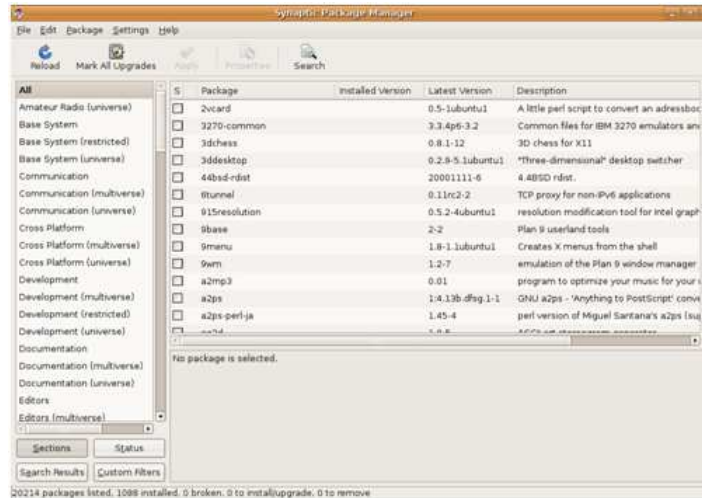 Synaptic Package Manager
File Edit Package Settings Help
Reload Mark All Upgrades Apply Properties Search
All
Amateur Radio (universe)
Base System
Base System (restricted)
Base System (universe)
Communication
Communication (multiverse)
Communication (universe)
Cross Platform
Cross Platform (multiverse)
Cross Platform (universe)
Development
Development (multiverse)
Development (restricted)
Development (universe)
Documentation
Documentation (multiverse)
Documentation (universe)
Editors
Editors (multiverse)
Sections Status
Search Results Custom Filters
S Package Installed Version Latest Version Description
2vcard 0.5-1ubuntu1 A little perl script to convert an adressboo
3270-common 3.3.4p6-3.2 Common files for IBM 3270 emulators and
3dchess 0.8.1-12 3D chess for X11
3ddesktop 0.2.9-5.1ubuntu1 "Three-dimensional" desktop switcher
44bsd-rdist 20001111-6 4.4BSD rdist.
6tunnel 0.11rc2-2 TCP proxy for non-IPv6 applications
915resolution 0.5.2-4ubuntu1 resolution modification tool for Intel graph
9base 2-2 Plan 9 userland tools
9menu 1.8-1.1ubuntu1 Creates X menus from the shell
9wm 1.2-7 emulation of the Plan 9 window manager
a2mp3 0.01 program to optimize your music for your
a2ps 1:4.13b.dfsg.1-1 GNU a2ps - 'Anything to PostScript' conve
a2ps-perl-ja 1.45-4 perl version of Miguel Santana's a2ps (sup
No package is selected.
20214 packages listed, 1088 installed, 0 broken. 0 to install/upgrade, 0 to remove